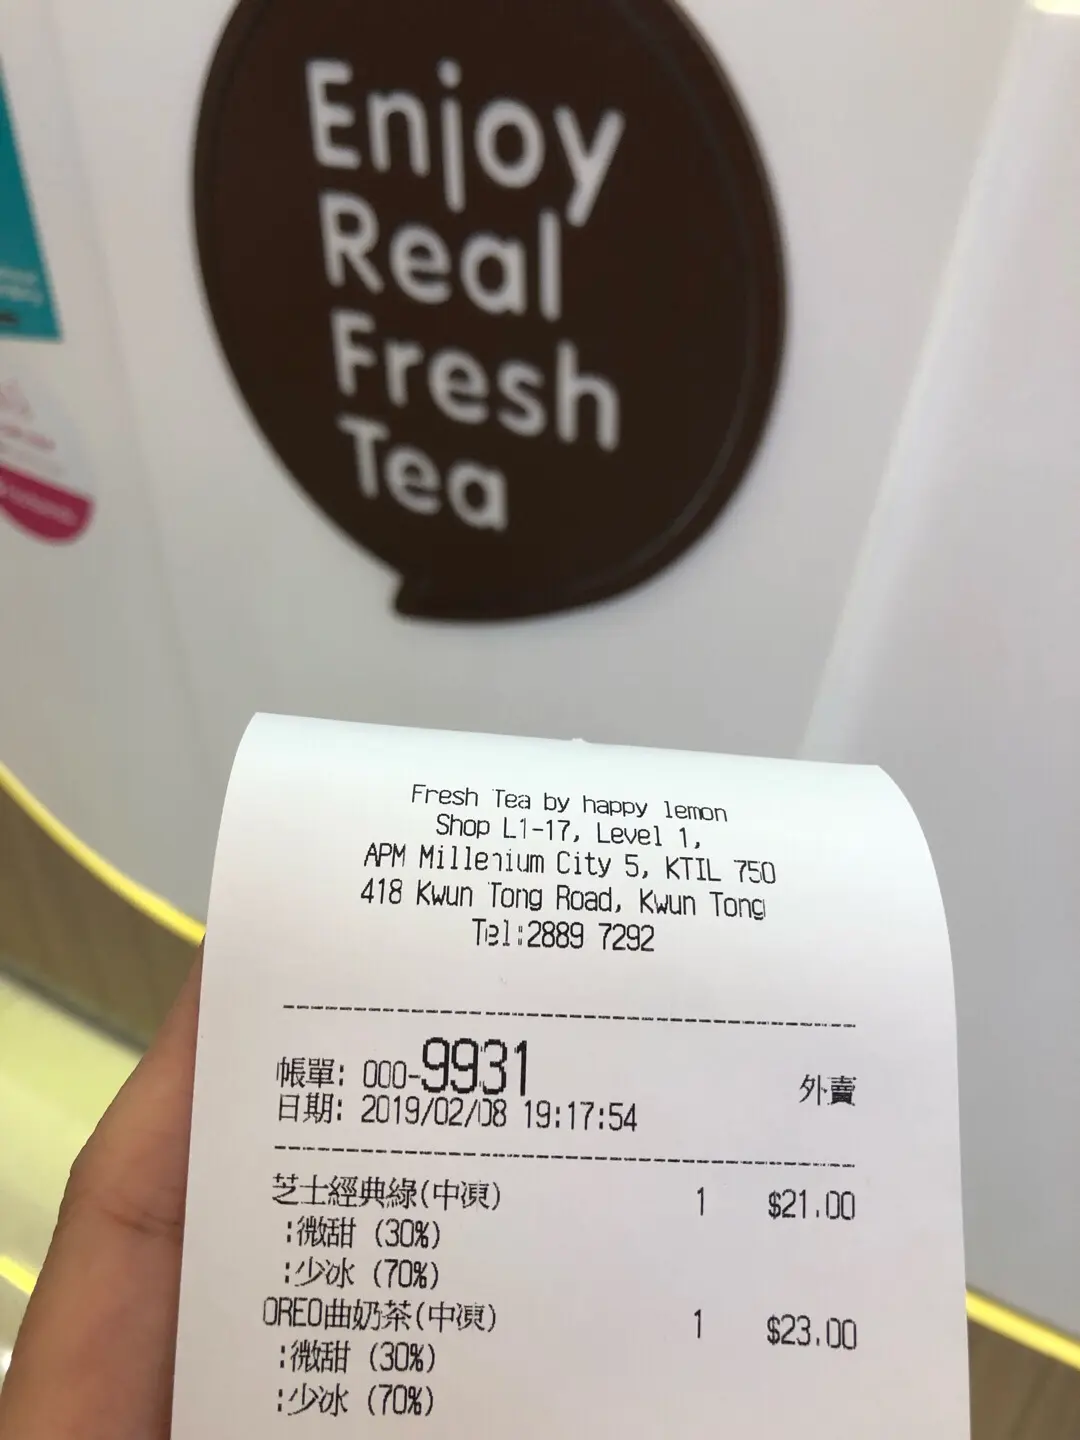 Enjoy
Real
Fresh
Tea
Fresh Tea by happy lemon
Shop L1-17, Level 1,
APM Millenium City 5, KTIL 750
418 Kwun Tong Road, Kwun Tong
Tel:2889 7292
帳單: 000-9931 外賣
日期: 2019/02/08 19:17:54
芝士經典綠(中凍) 1 $21.00
:微甜 (30%)
:少冰 (70%)
OREO曲奶茶(中凍) 1 $23.00
:微甜 (30%)
:少冰 (70%)